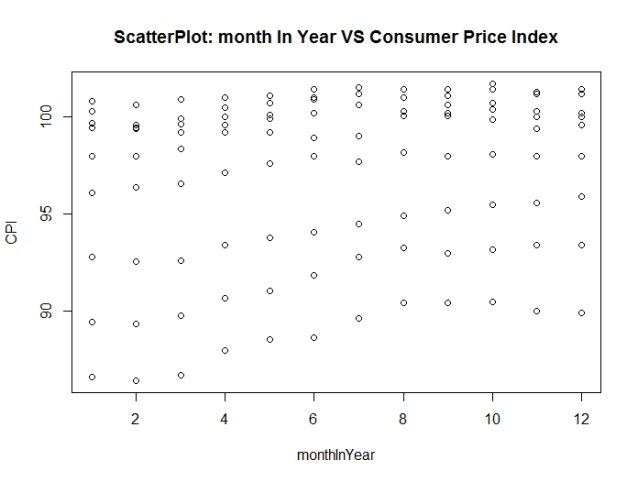 ScatterPlot: month In Year VS Consumer Price Index
CPI
100
95
90
2 4 6 8 10 12
monthInYear